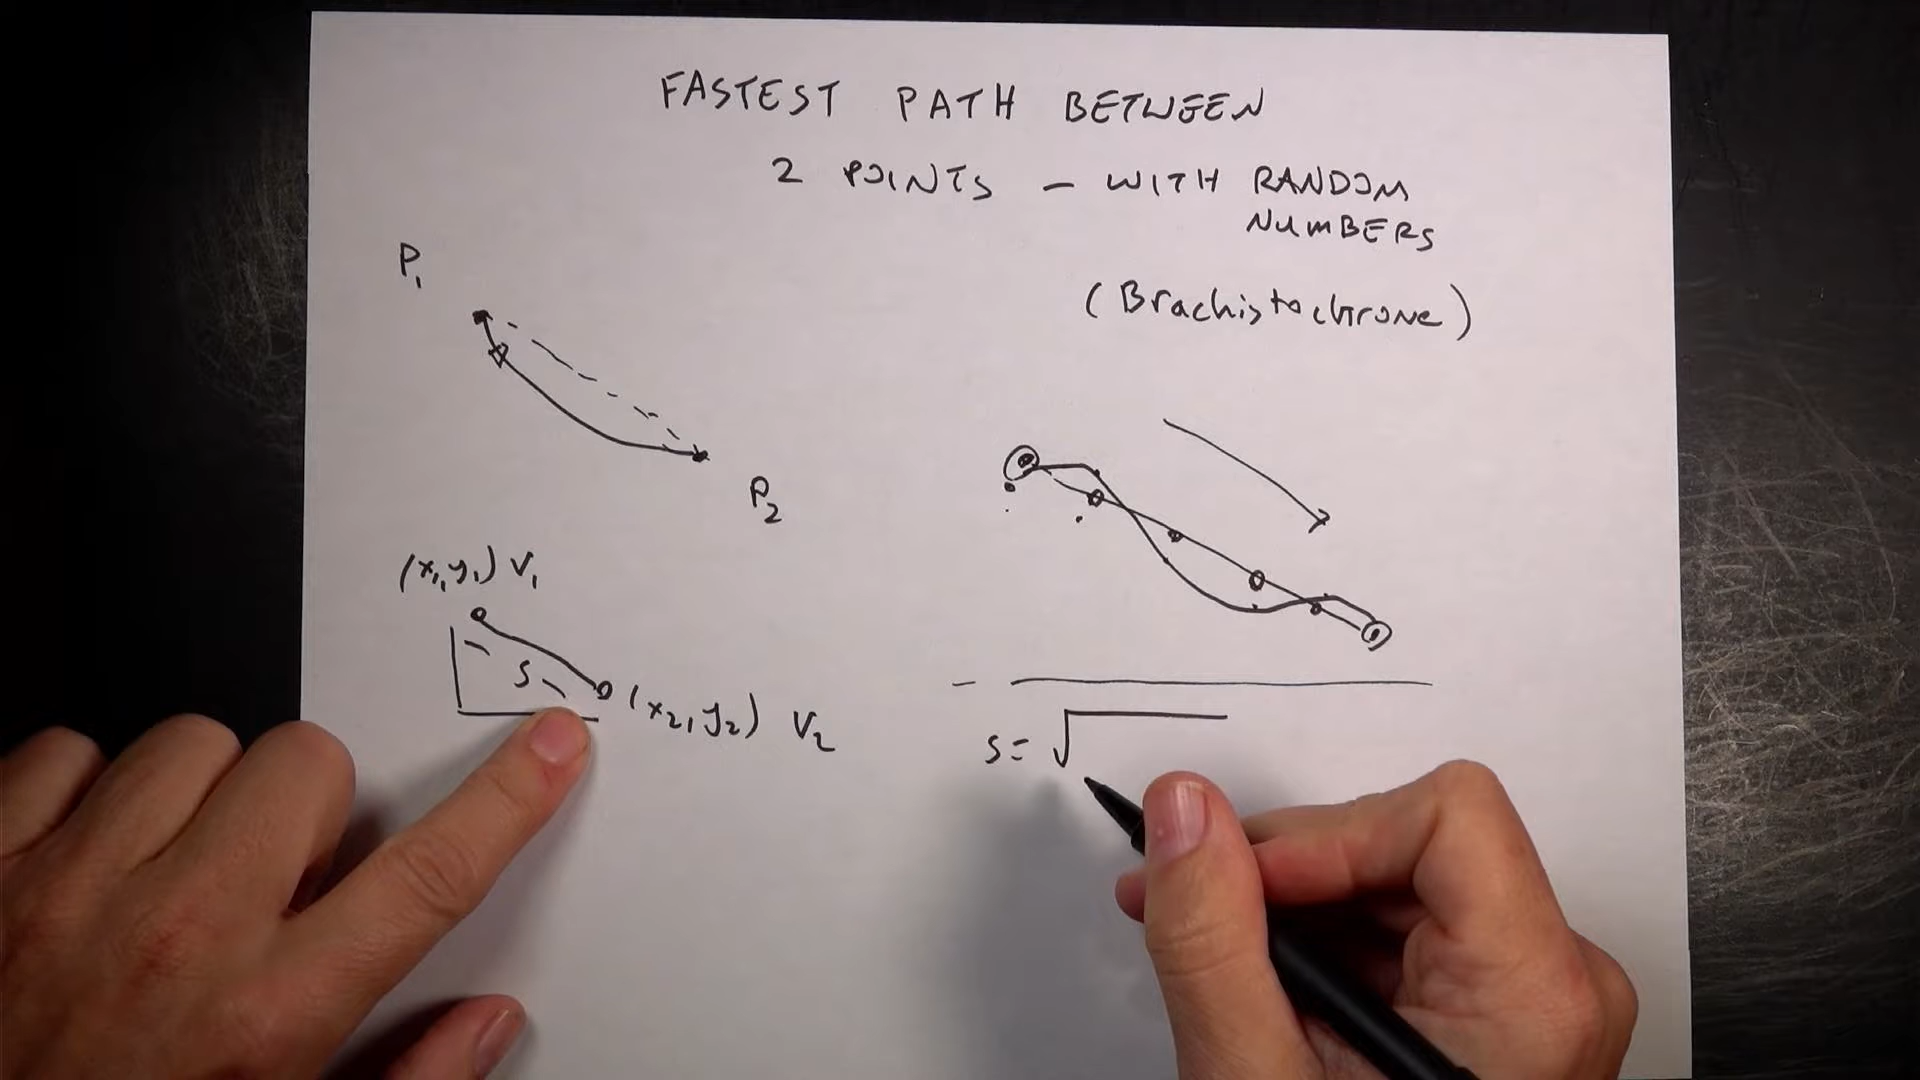 FASTEST PATH BETWEEN
2 POINTS - WITH RANDOM
NUMBERS
(Brachistochrone)
P₁
P₂
(x₁,y₁) V₁
S
(x₂,y₂) V₂
S=√